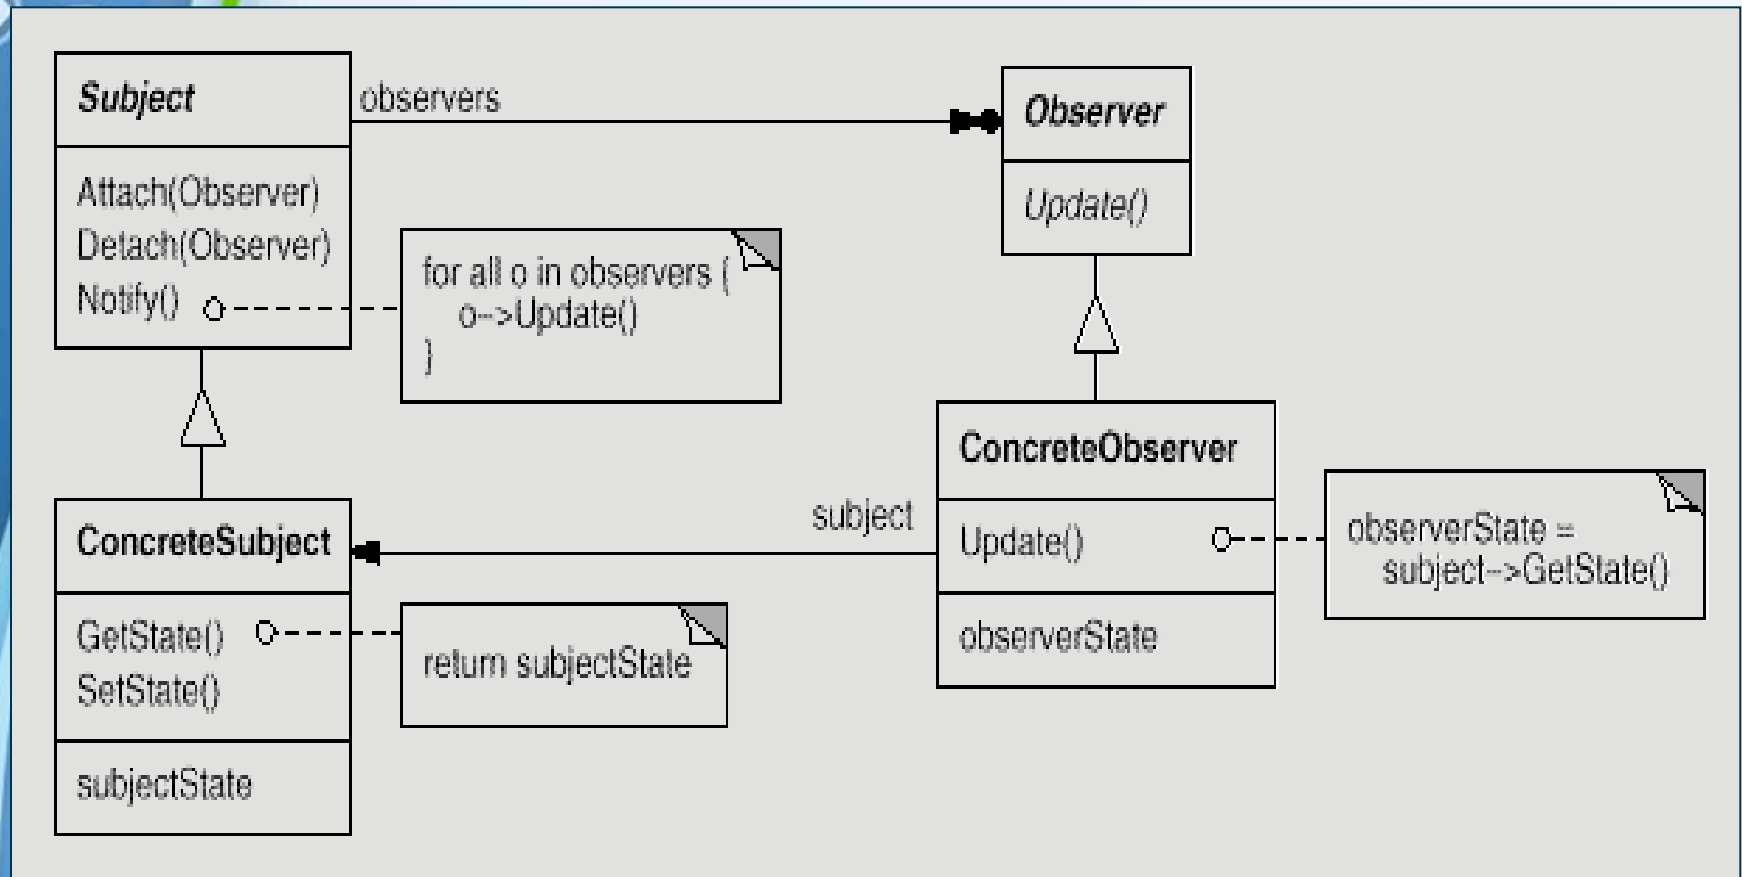 Subject
observers
Attach(Observer)
Detach(Observer)
Notify()
for all o in observers {
o->Update()
}
Observer
Update()
ConcreteSubject
GetState()
SetState()
subjectState
return subjectState
subject
ConcreteObserver
Update()
observerState
observerState =
subject->GetState()